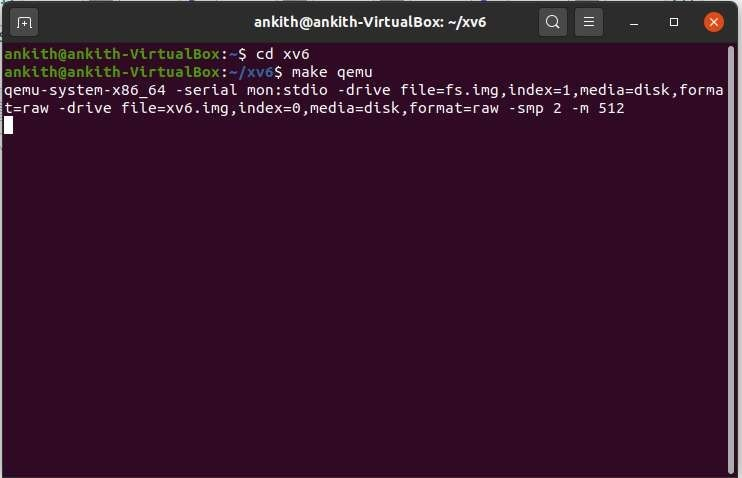 ankith@ankith-VirtualBox: ~/xv6
ankith@ankith-VirtualBox:~$ cd xv6
ankith@ankith-VirtualBox:~/xv6$ make qemu
qemu-system-x86_64 -serial mon:stdio -drive file=fs.img,index=1,media=disk,forma
t=raw -drive file=xv6.img,index=0,media=disk,format=raw -smp 2 -m 512